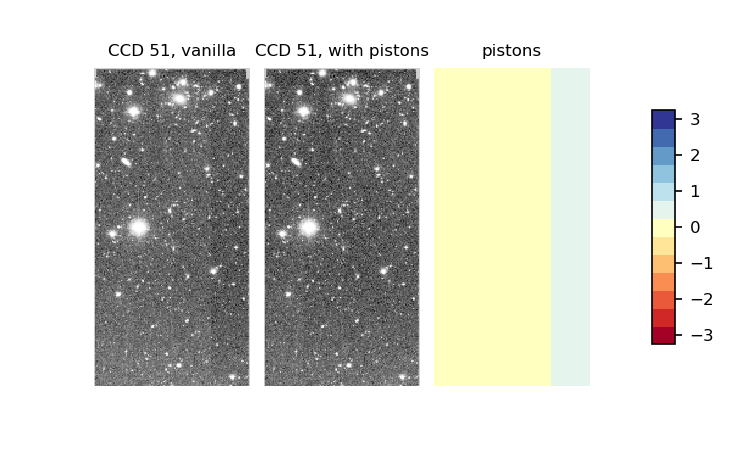 CCD 51, vanilla
CCD 51, with pistons
pistons
3
2
1
0
−1
−2
−3